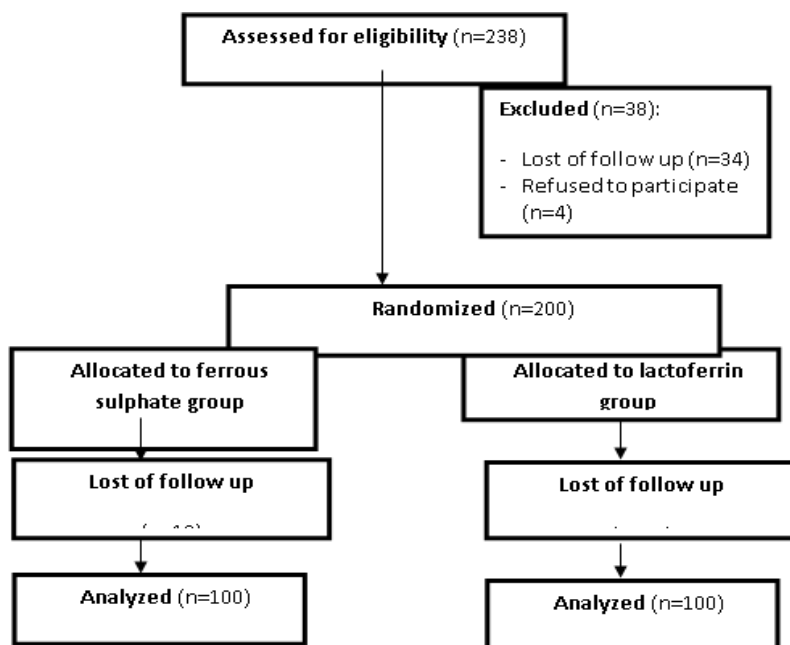 Assessed for eligibility (n=238)
Excluded (n=38):
- Lost of follow up (n=34)
- Refused to participate
(n=4)
Randomized (n=200)
Allocated to ferrous
sulphate group
Allocated to lactoferrin
group
Lost of follow up
Lost of follow up
Analyzed (n=100)
Analyzed (n=100)